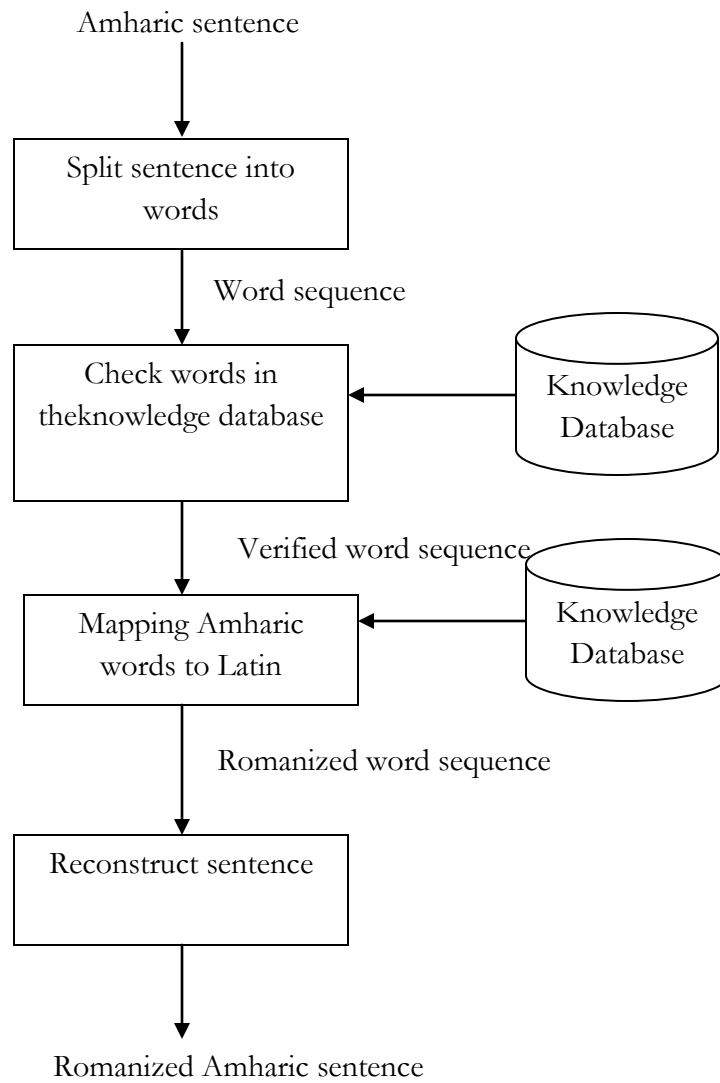 Amharic sentence
Split sentence into
words
Word sequence
Check words in
theknowledge database
Knowledge
Database
Verified word sequence
Mapping Amharic
words to Latin
Knowledge
Database
Romanized word sequence
Reconstruct sentence
Romanized Amharic sentence